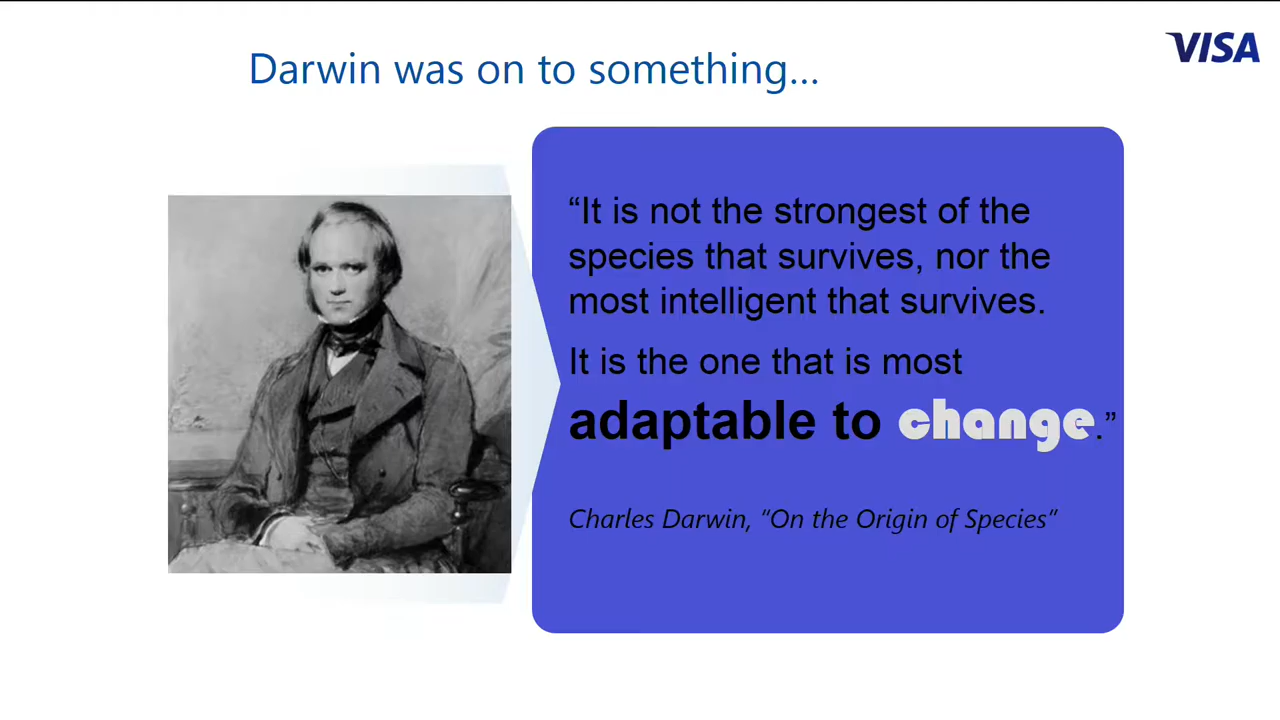 Darwin was on to something...
VISA
“It is not the strongest of the
species that survives, nor the
most intelligent that survives.
It is the one that is most
adaptable to change.”
Charles Darwin, “On the Origin of Species”